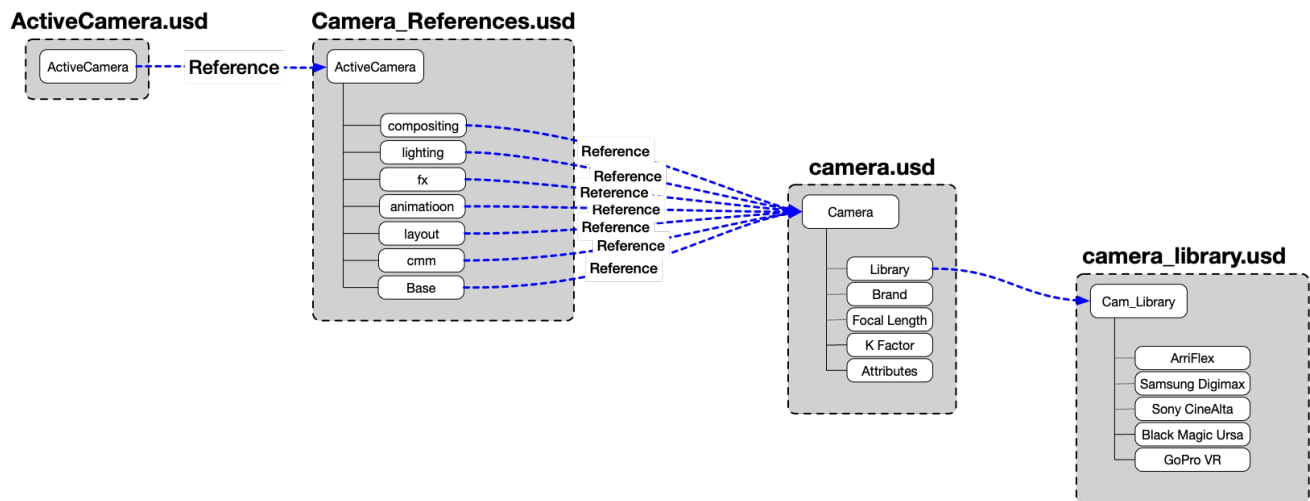 ActiveCamera.usd
ActiveCamera
Reference
Camera_References.usd
ActiveCamera
compositing
lighting
fx
animatioon
layout
cmm
Base
Reference
Reference
Reference
Reference
Reference
Reference
Reference
camera.usd
Camera
Library
Brand
Focal Length
K Factor
Attributes
camera_library.usd
Cam_Library
ArriFlex
Samsung Digimax
Sony CineAlta
Black Magic Ursa
GoPro VR